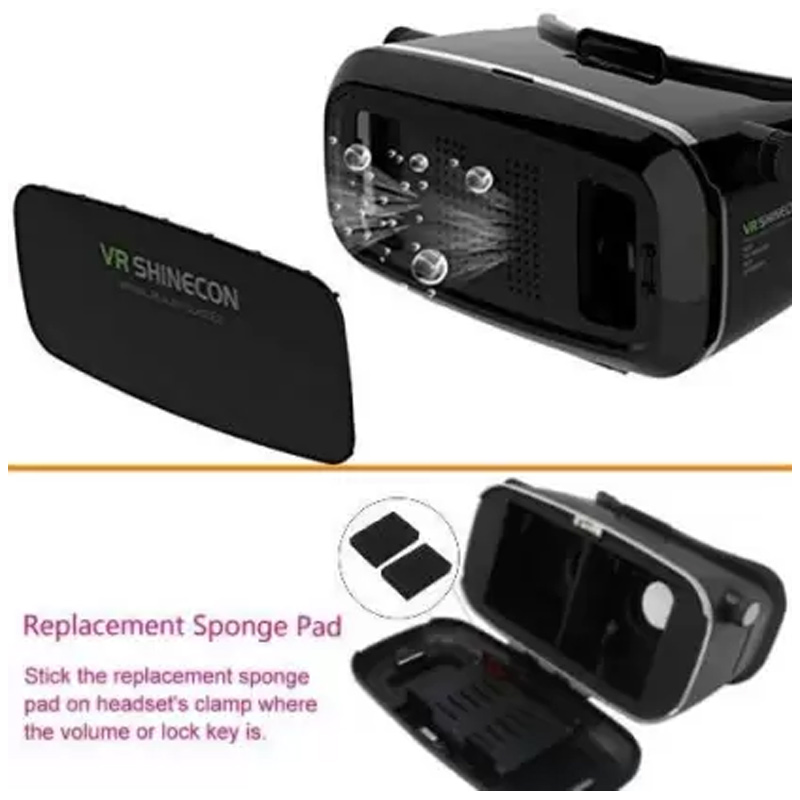 VR SHINECON
VR SHINECON
Replacement Sponge Pad
Stick the replacement sponge
pad on headset's clamp where
the volume or lock key is.